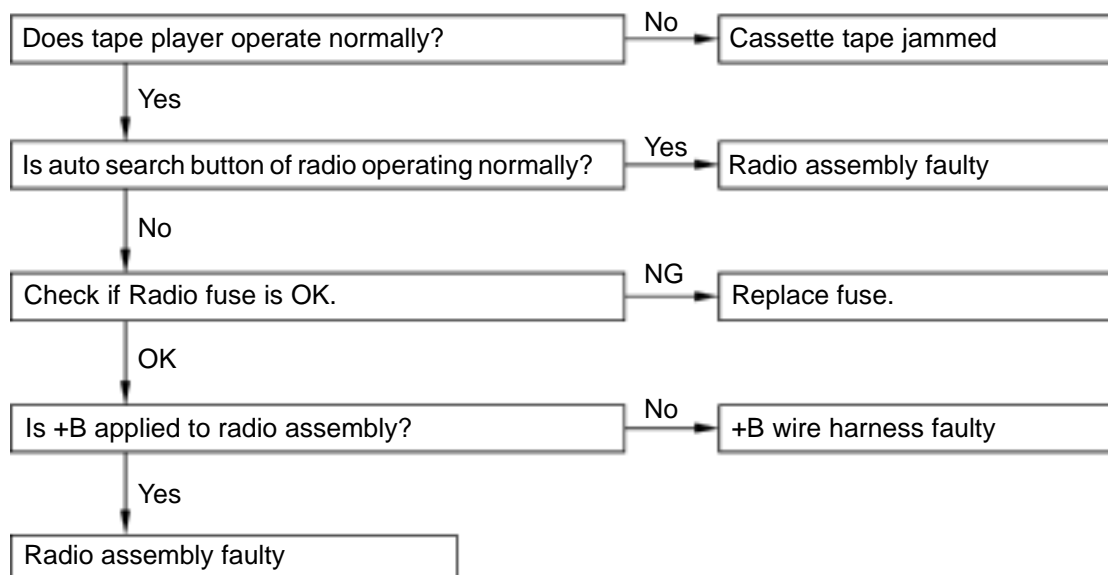 Does tape player operate normally?
No
Cassette tape jammed
Yes
Is auto search button of radio operating normally?
Yes
Radio assembly faulty
No
Check if Radio fuse is OK.
NG
Replace fuse.
OK
Is +B applied to radio assembly?
No
+B wire harness faulty
Yes
Radio assembly faulty